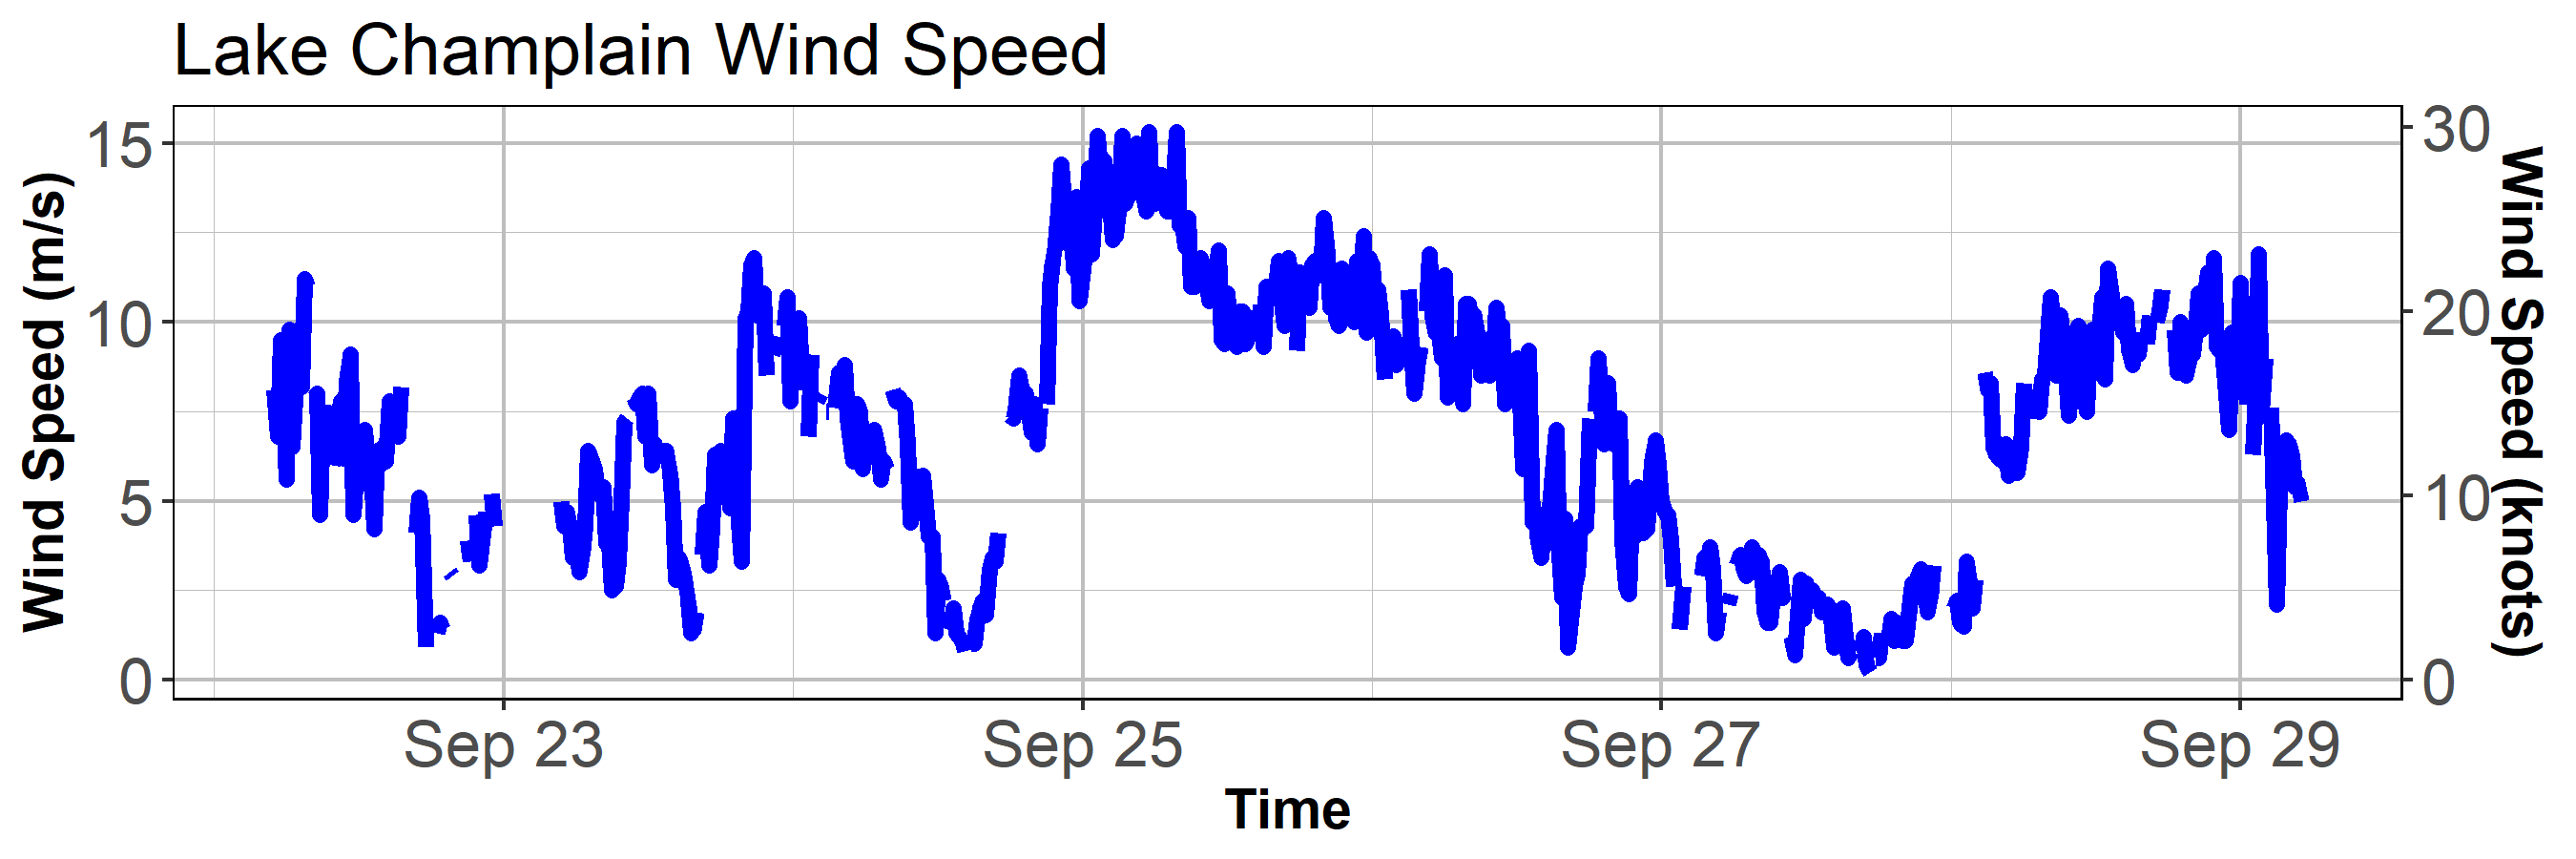 Lake Champlain Wind Speed
Wind Speed (m/s)
15
10
5
0
30
20
10
0
Wind Speed (knots)
Sep 23
Sep 25
Sep 27
Sep 29
Time